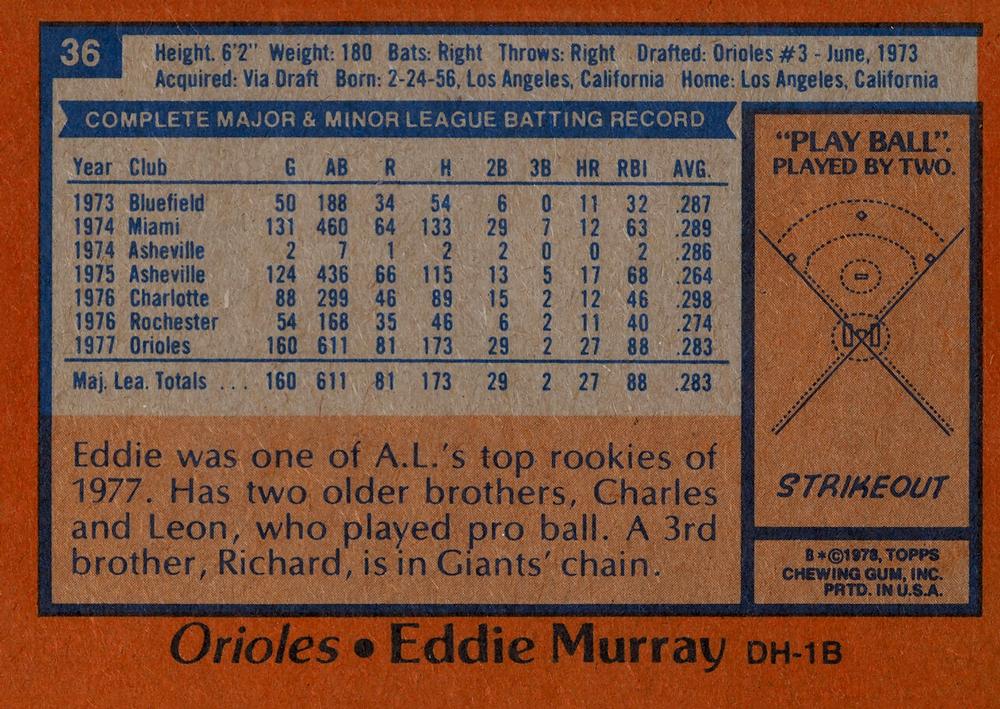 36
Height. 6'2" Weight: 180 Bats: Right Throws: Right Drafted: Orioles #3 - June, 1973
Acquired: Via Draft Born: 2-24-56, Los Angeles, California Home: Los Angeles, California
COMPLETE MAJOR & MINOR LEAGUE BATTING RECORD
Year Club G AB R H 2B 3B HR RBI AVG.
1973 Bluefield 50 188 34 54 6 0 11 32 .287
1974 Miami 131 460 64 133 29 7 12 63 .289
1974 Asheville 2 7 1 2 2 0 0 2 .286
1975 Asheville 124 436 66 115 13 5 17 68 .264
1976 Charlotte 88 299 46 89 15 2 12 46 .298
1976 Rochester 54 168 35 46 6 2 11 40 .274
1977 Orioles 160 611 81 173 29 2 27 88 .283
Maj. Lea. Totals ... 160 611 81 173 29 2 27 88 .283
Eddie was one of A.L.'s top rookies of
1977. Has two older brothers, Charles
and Leon, who played pro ball. A 3rd
brother, Richard, is in Giants' chain.
"PLAY BALL".
PLAYED BY TWO.
STRIKEOUT
B*©1978, TOPPS
CHEWING GUM, INC.
PRTD. IN U.S.A.
Orioles • Eddie Murray DH-1B